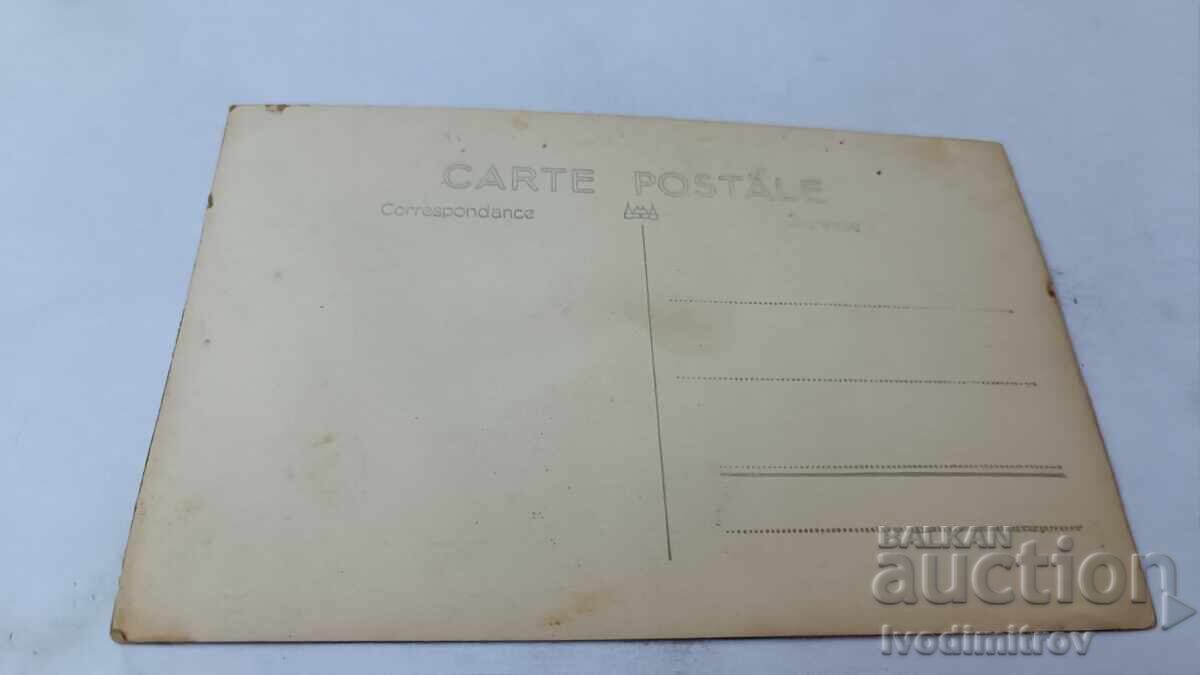 CARTE POSTALE
Correspondance
BALKAN
auction
Ivodimitrov